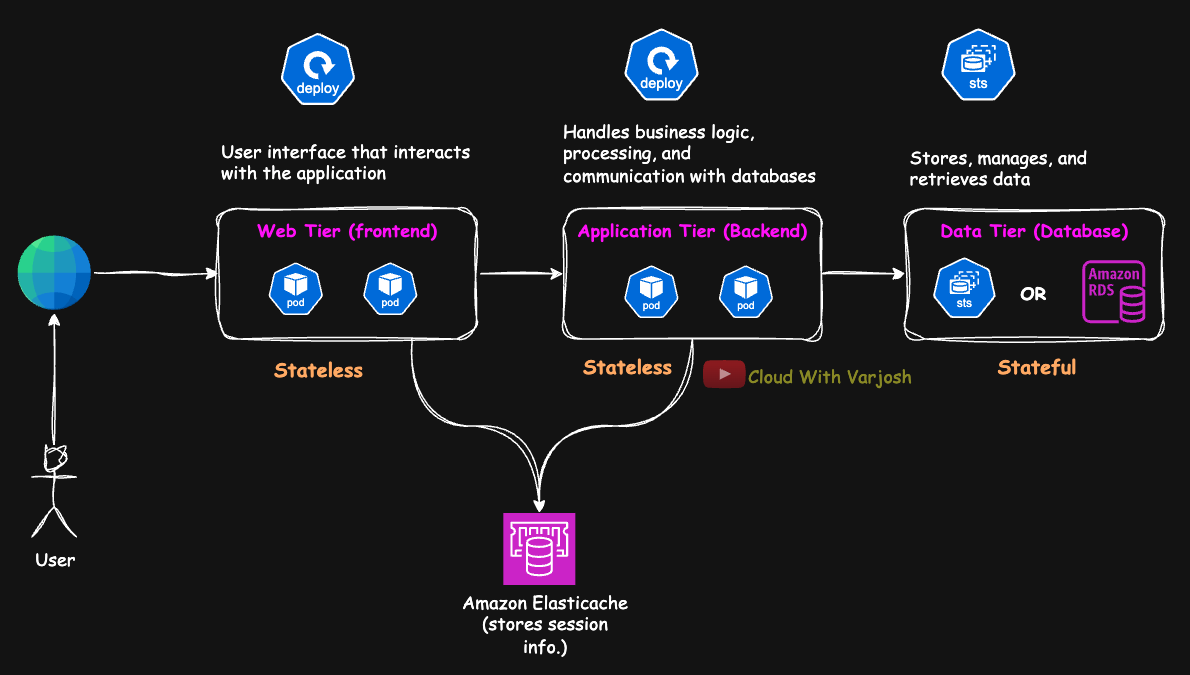 deploy
deploy
sts
User interface that interacts
with the application
Handles business logic,
processing, and
communication with databases
Stores, manages, and
retrieves data
Web Tier (frontend)
pod
pod
Application Tier (Backend)
pod
pod
Data Tier (Database)
sts
OR
Amazon
RDS
Stateless
Stateless
Stateful
Cloud With Varjosh
User
Amazon Elasticache
(stores session
info.)